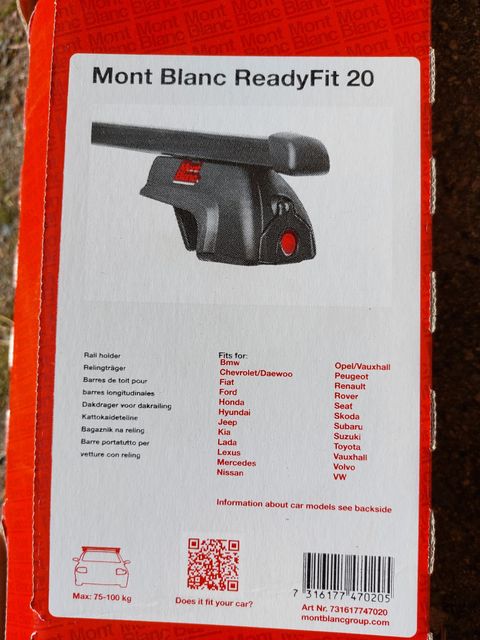 Mont Blanc ReadyFit 20
Mont Blanc
Rali holder
Relingträger
Barres de toit pour
barres longitudinales
Dakdrager voor dakrailing
Kattokaideteline
Bagaznik na reling
Barre portatutto per
vetture con reling
Fits for:
Bmw
Chevrolet/Daewoo
Fiat
Ford
Honda
Hyundai
Jeep
Kia
Lada
Lexus
Mercedes
Nissan
Opel/Vauxhall
Peugeot
Renault
Rover
Seat
Skoda
Subaru
Suzuki
Toyota
Vauxhall
Volvo
VW
Information about car models see backside
Max: 75-100 kg
Does it fit your car?
7 316177 470205
Art Nr. 731617747020
montblancgroup.com